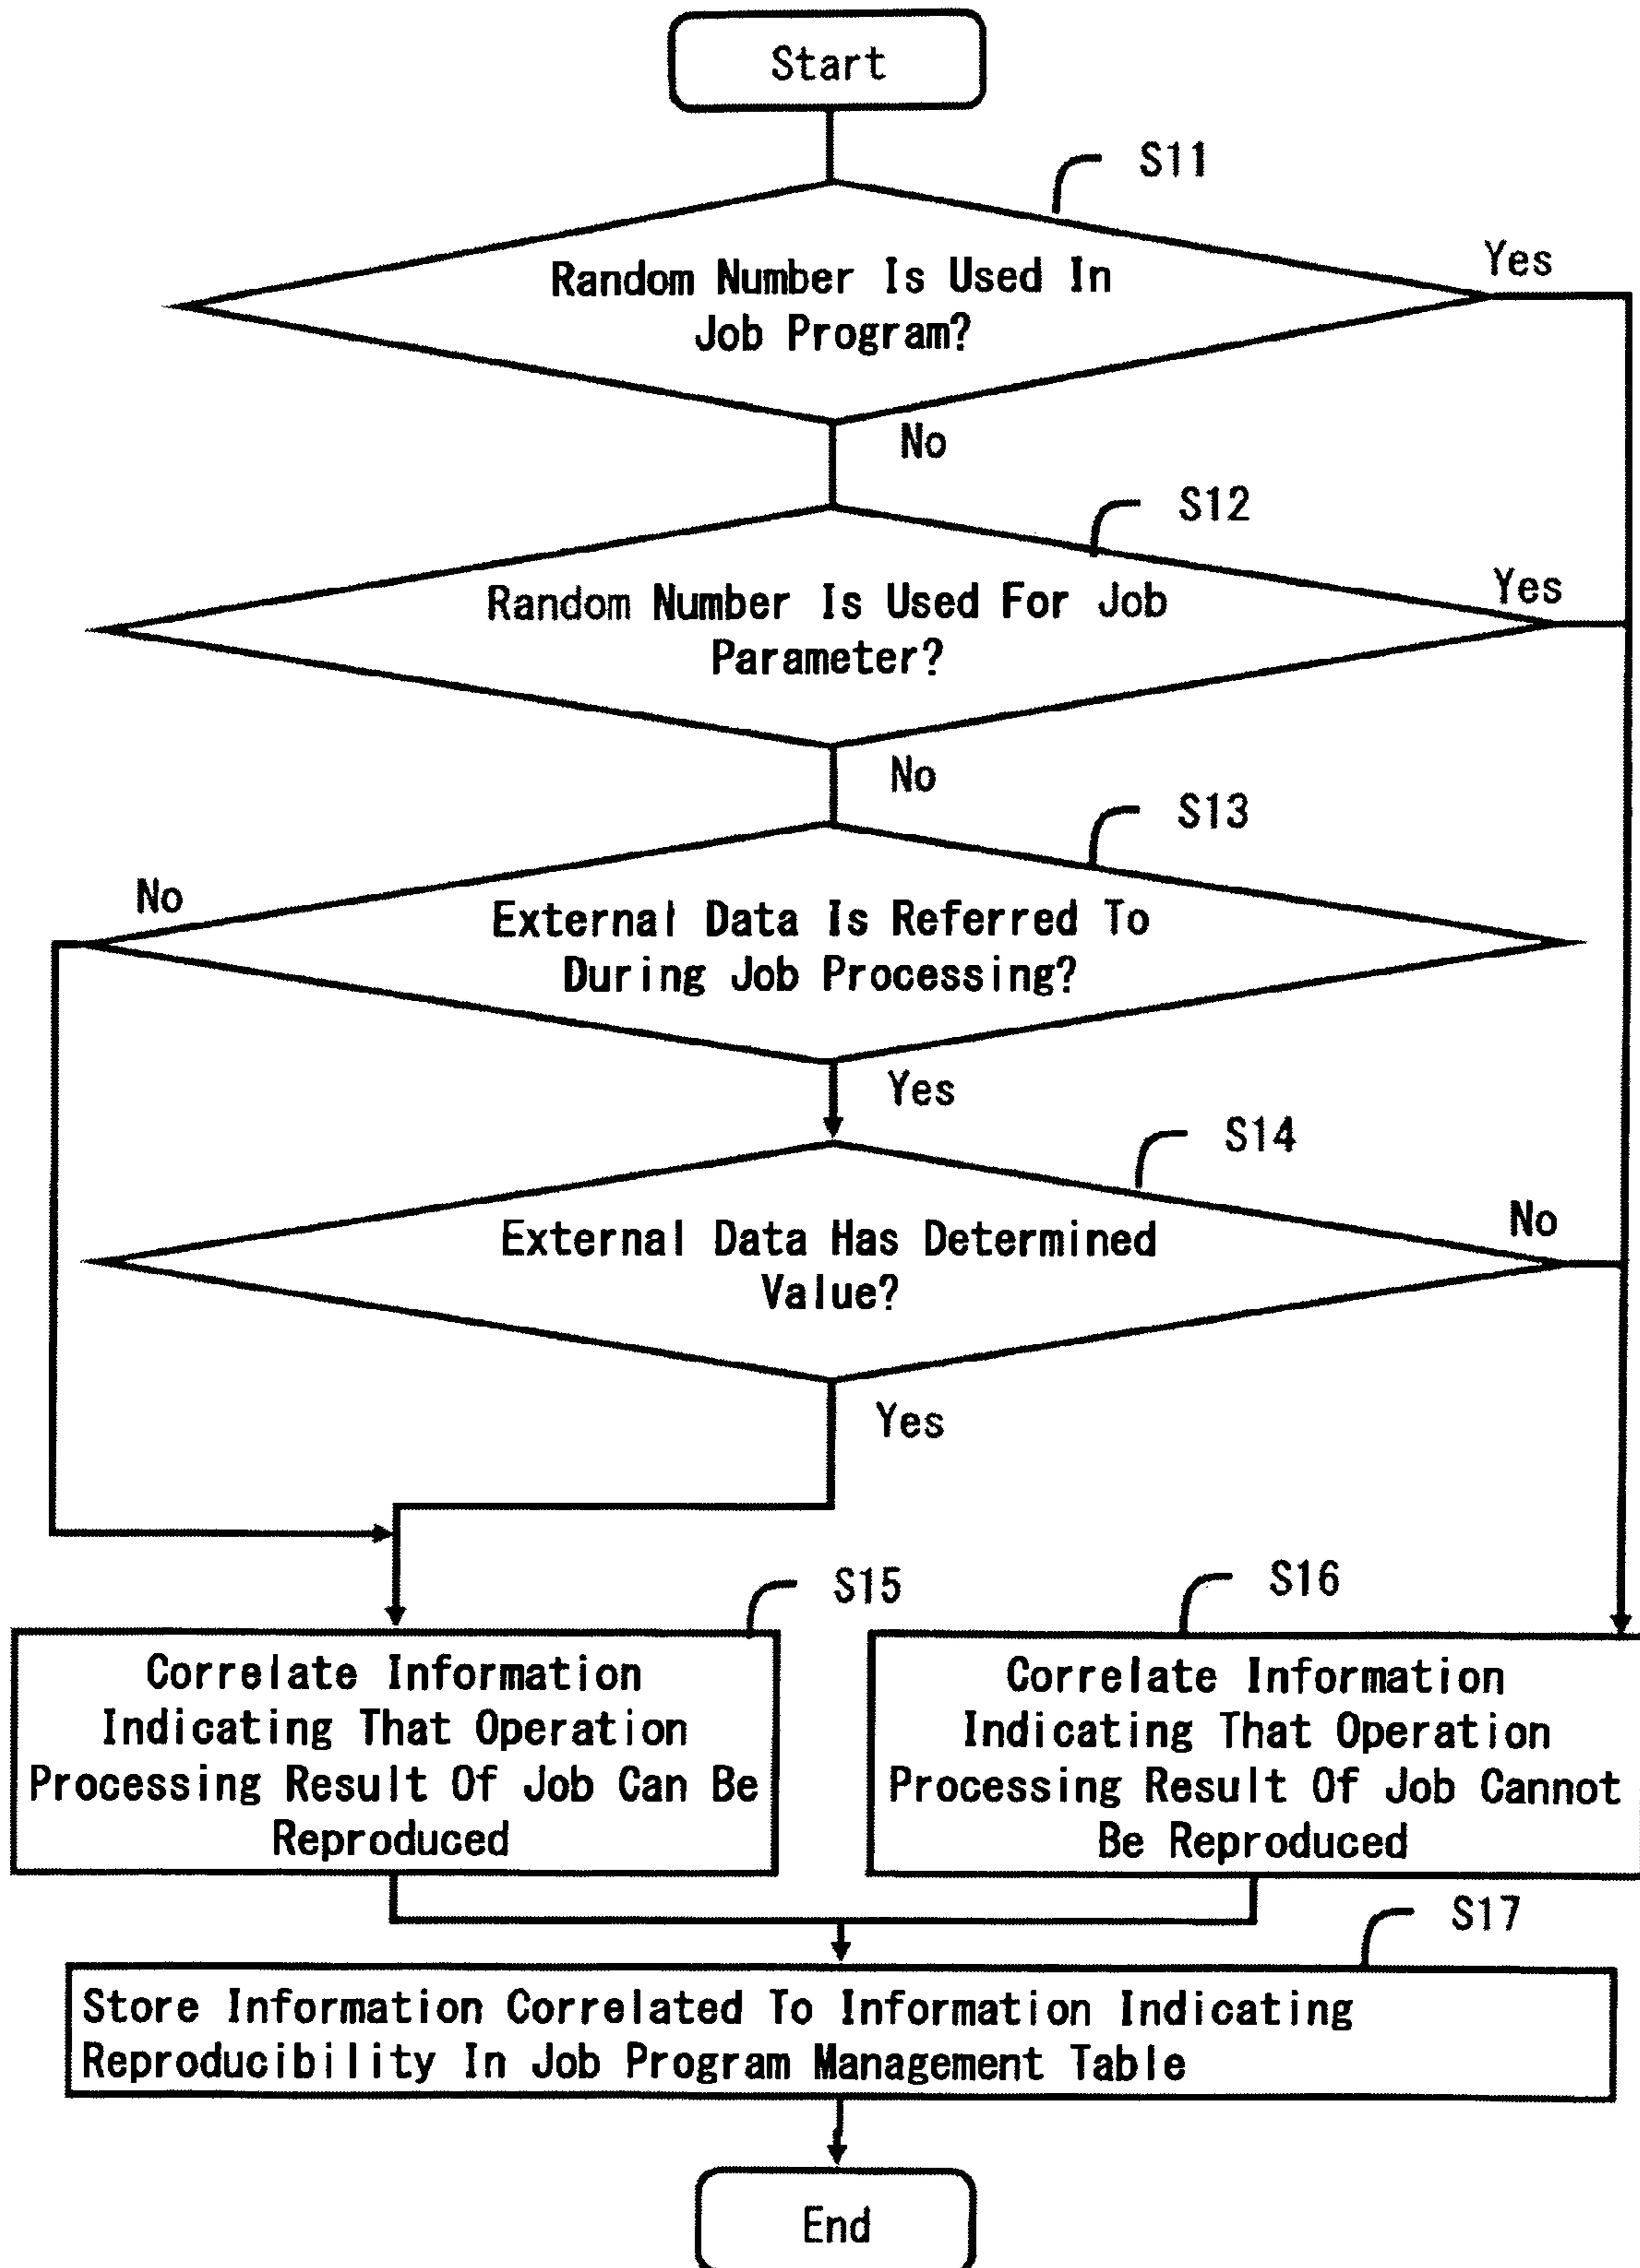 Start
S11
Random Number Is Used In
Job Program?
Yes
No
S12
Random Number Is Used For Job
Parameter?
Yes
No
S13
No
External Data Is Referred To
During Job Processing?
Yes
S14
External Data Has Determined
Value?
No
Yes
S15
Correlate Information
Indicating That Operation
Processing Result Of Job Can Be
Reproduced
S16
Correlate Information
Indicating That Operation
Processing Result Of Job Cannot
Be Reproduced
S17
Store Information Correlated To Information Indicating
Reproducibility In Job Program Management Table
End